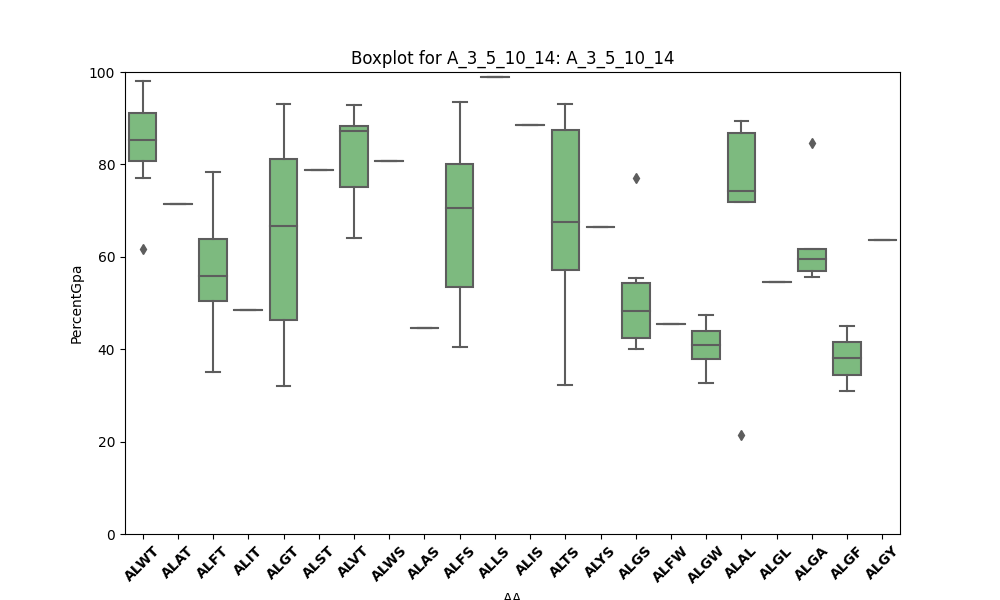 Boxplot for A_3_5_10_14: A_3_5_10_14
100
80
60
40
20
0
PercentGpa
ALWT
ALAT
ALFT
ALIT
ALGT
ALST
ALVT
ALWS
ALAS
ALFS
ALLS
ALIS
ALTS
ALYS
ALGS
ALFW
ALGW
ALAL
ALGL
ALGA
ALGF
ALGY
AA